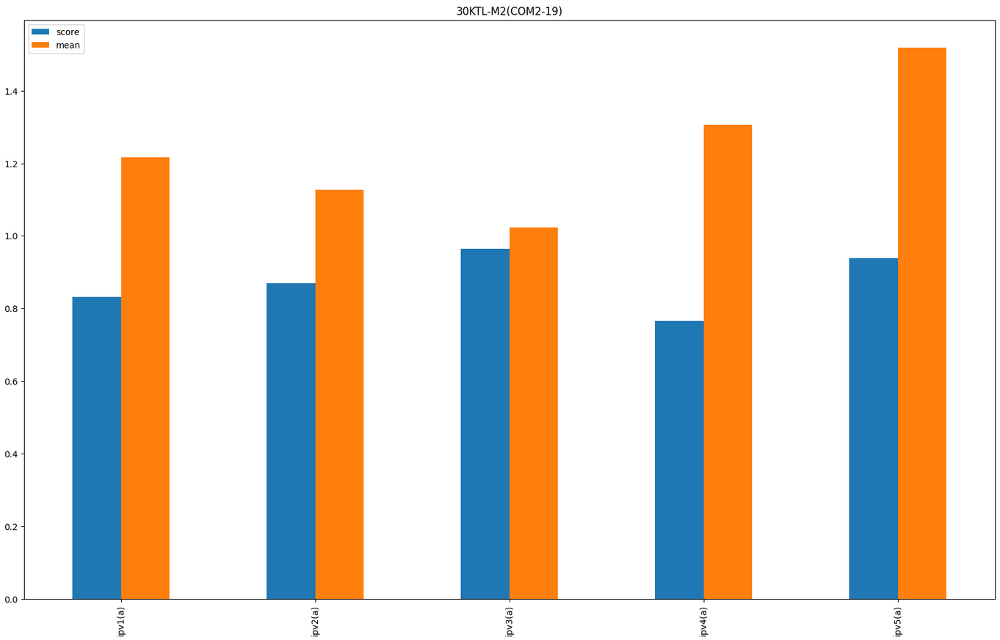 30KTL-M2(COM2-19)
score
mean
1.4
1.2
1.0
0.8
0.6
0.4
0.2
0.0
ipv1(a)
ipv2(a)
ipv3(a)
ipv4(a)
ipv5(a)